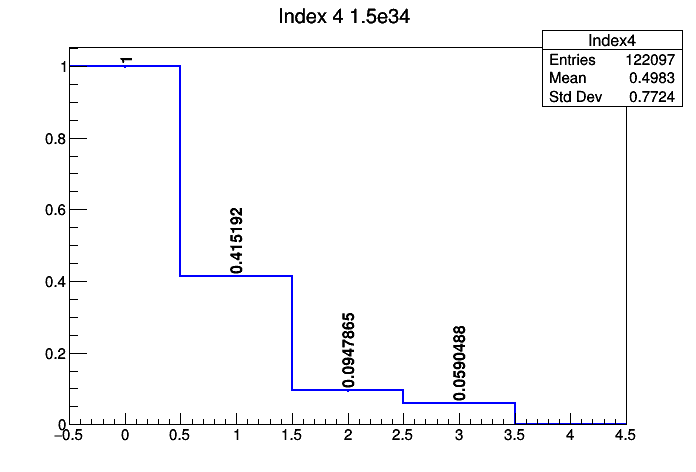 Index 4 1.5e34
Index4
Entries 122097
Mean 0.4983
Std Dev 0.7724
1
0.8
0.6
0.4
0.2
0
1
0.415192
0.0947865
0.0590488
−0.5 0 0.5 1 1.5 2 2.5 3 3.5 4 4.5